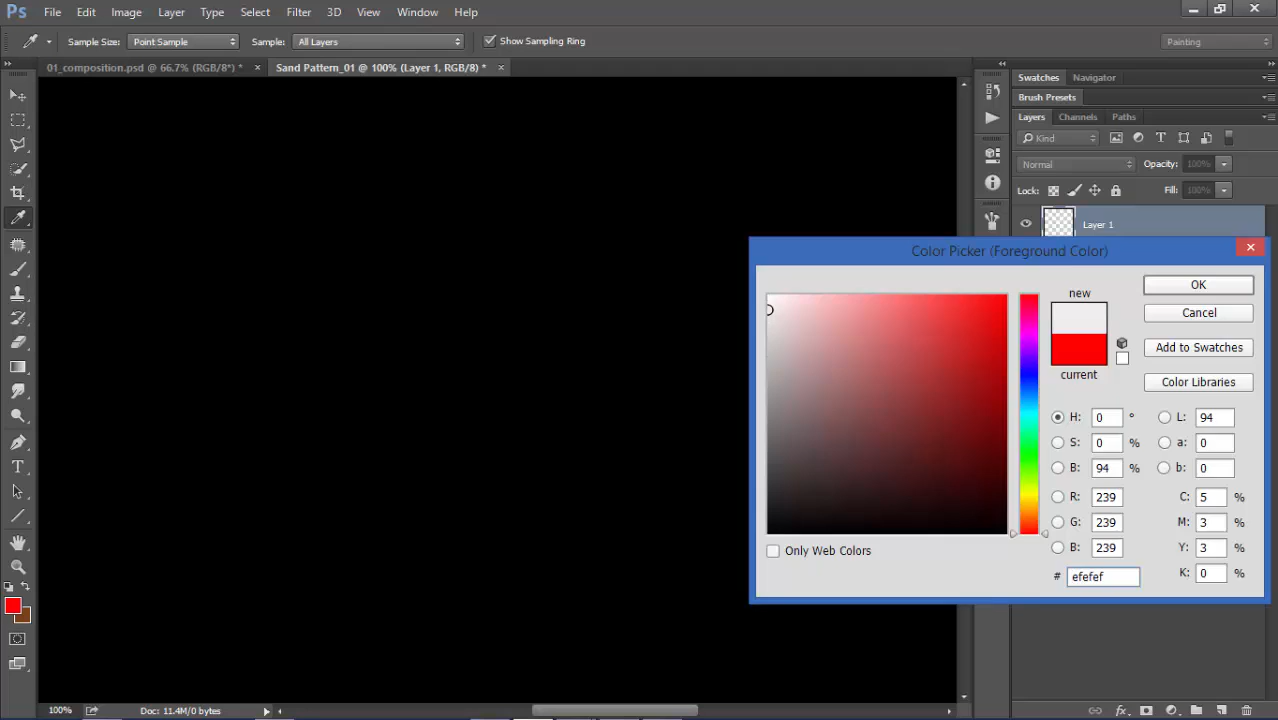 Ps File Edit Image Layer Type Select Filter 3D View Window Help
Sample Size: Point Sample Sample: All Layers Show Sampling Ring Painting
01_composition.psd @ 66.7% (RGB/8*) * × Sand Pattern_01 @ 100% (Layer 1, RGB/8) * ×
Swatches Navigator
Brush Presets
Layers Channels Paths
Kind
Normal Opacity: 100%
Lock: Fill: 100%
Layer 1
Color Picker (Foreground Color)
new
current
OK
Cancel
Add to Swatches
Color Libraries
H: 0 ° L: 94
S: 0 % a: 0
B: 94 % b: 0
R: 239 C: 5 %
G: 239 M: 3 %
B: 239 Y: 3 %
# efefef K: 0 %
Only Web Colors
100% Doc: 11.4M/0 bytes